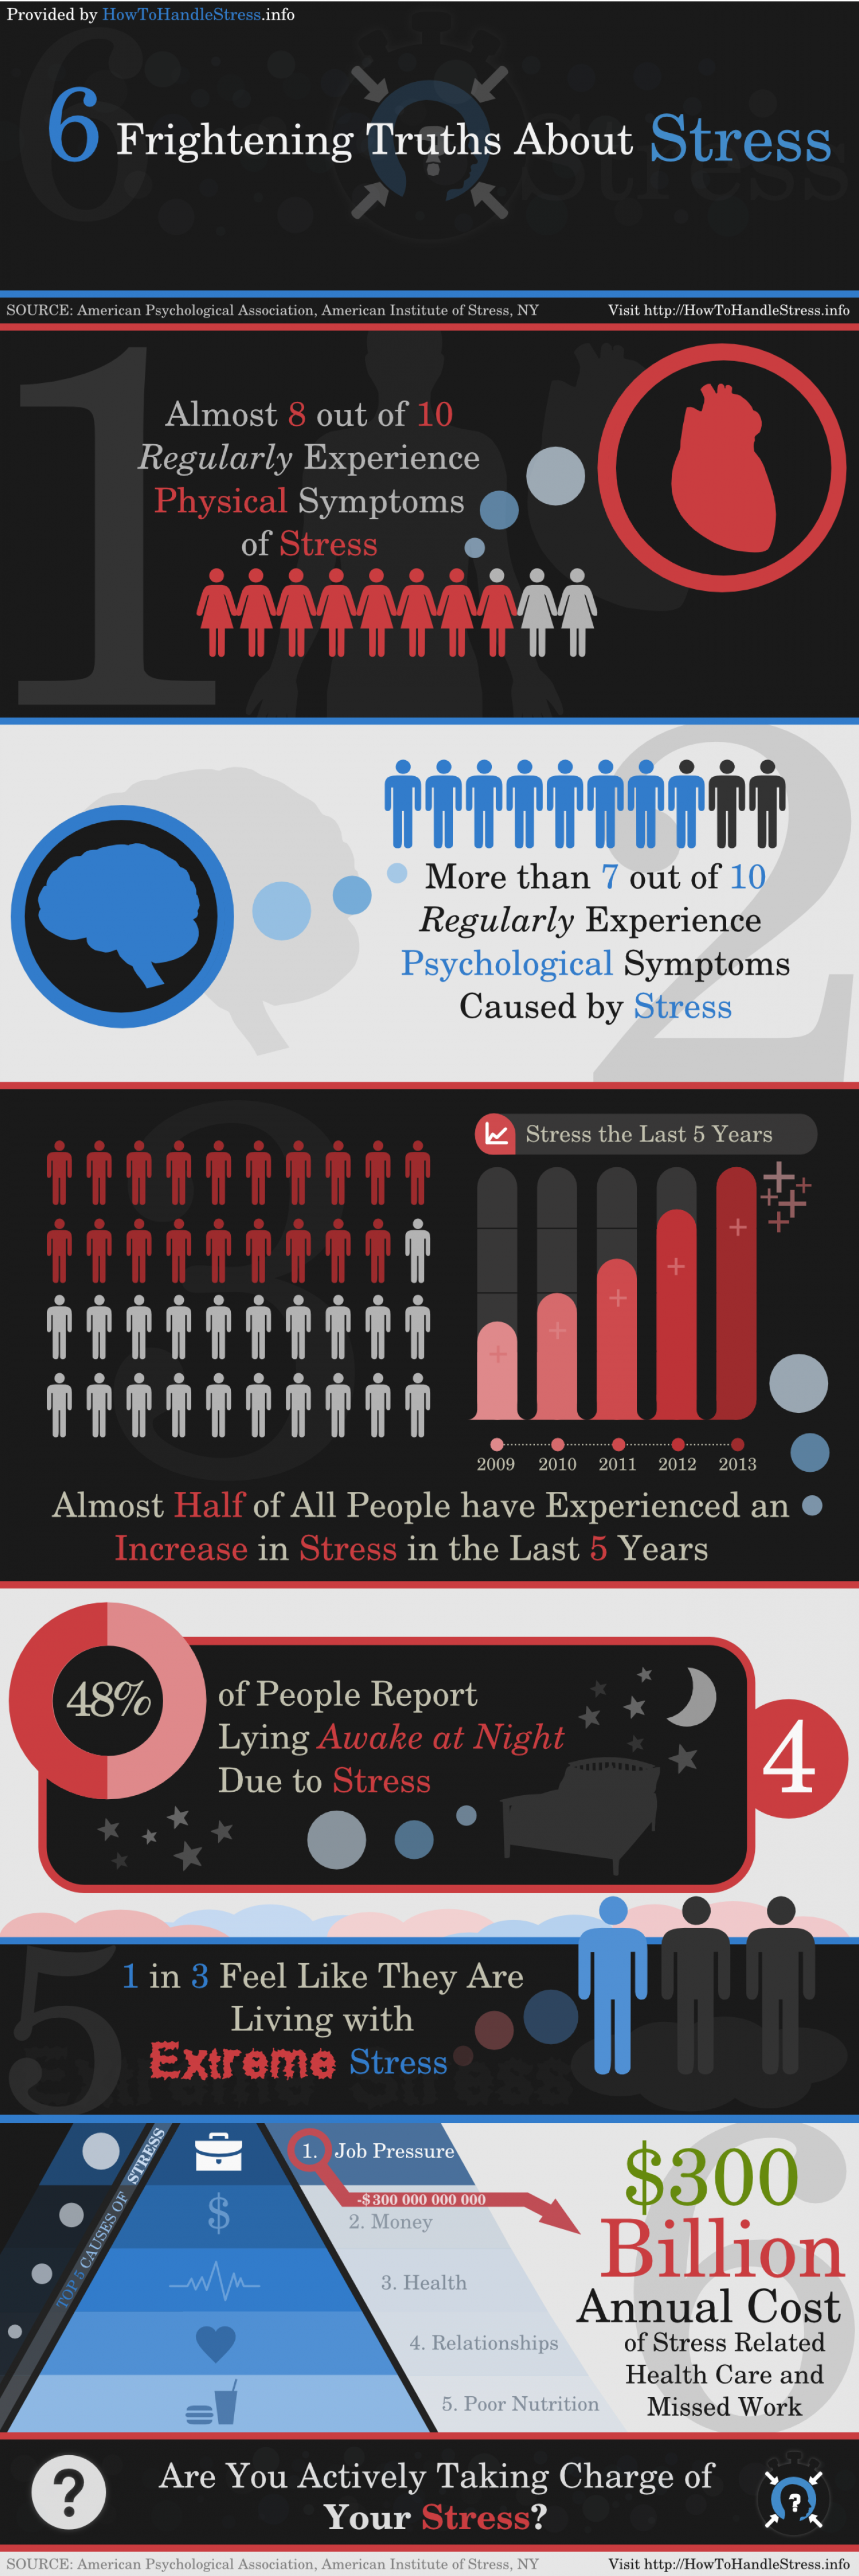 Provided by HowToHandleStress.info
6 Frightening Truths About Stress
SOURCE: American Psychological Association, American Institute of Stress, NY
Visit http://HowToHandleStress.info
1
Almost 8 out of 10
Regularly Experience
Physical Symptoms
of Stress
2
More than 7 out of 10
Regularly Experience
Psychological Symptoms
Caused by Stress
3
Stress the Last 5 Years
2009 2010 2011 2012 2013
Almost Half of All People have Experienced an
Increase in Stress in the Last 5 Years
48%
of People Report
Lying Awake at Night
Due to Stress
4
5
1 in 3 Feel Like They Are
Living with
Extreme Stress
TOP 5 CAUSES OF STRESS
$
1. Job Pressure
-$300 000 000 000
2. Money
3. Health
4. Relationships
5. Poor Nutrition
6
$300
Billion
Annual Cost
of Stress Related
Health Care and
Missed Work
?
Are You Actively Taking Charge of
Your Stress?
?
SOURCE: American Psychological Association, American Institute of Stress, NY
Visit http://HowToHandleStress.info